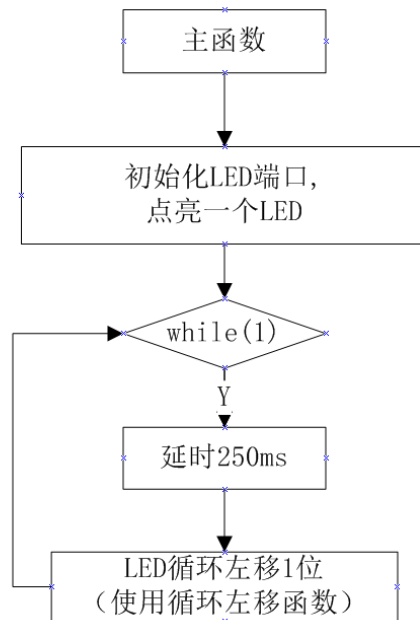 主函数
初始化LED端口,
点亮一个LED
while(1)
Y
延时250ms
LED循环左移1位
（使用循环左移函数）